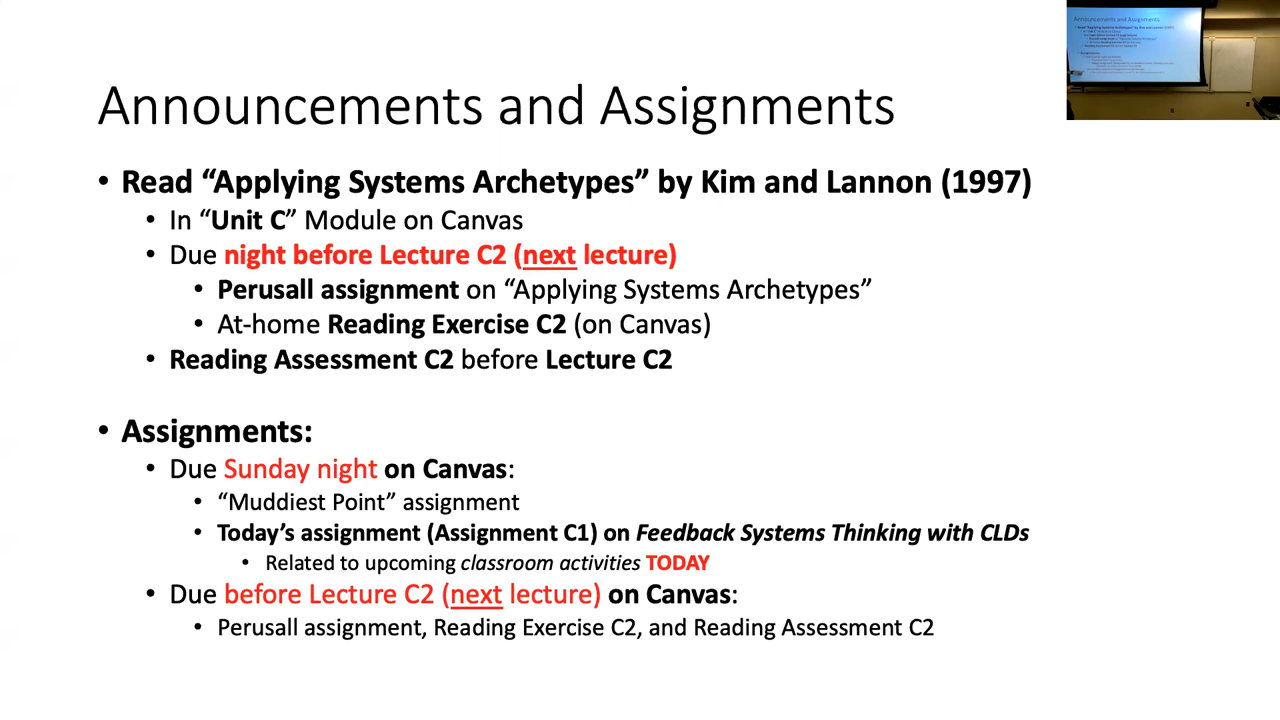 Announcements and Assignments
• Read “Applying Systems Archetypes” by Kim and Lannon (1997)
• In “Unit C” Module on Canvas
• Due night before Lecture C2 (next lecture)
• Perusall assignment on “Applying Systems Archetypes”
• At-home Reading Exercise C2 (on Canvas)
• Reading Assessment C2 before Lecture C2
• Assignments:
• Due Sunday night on Canvas:
• “Muddiest Point” assignment
• Today’s assignment (Assignment C1) on Feedback Systems Thinking with CLDs
• Related to upcoming classroom activities TODAY
• Due before Lecture C2 (next lecture) on Canvas:
• Perusall assignment, Reading Exercise C2, and Reading Assessment C2
Announcements and Assignments